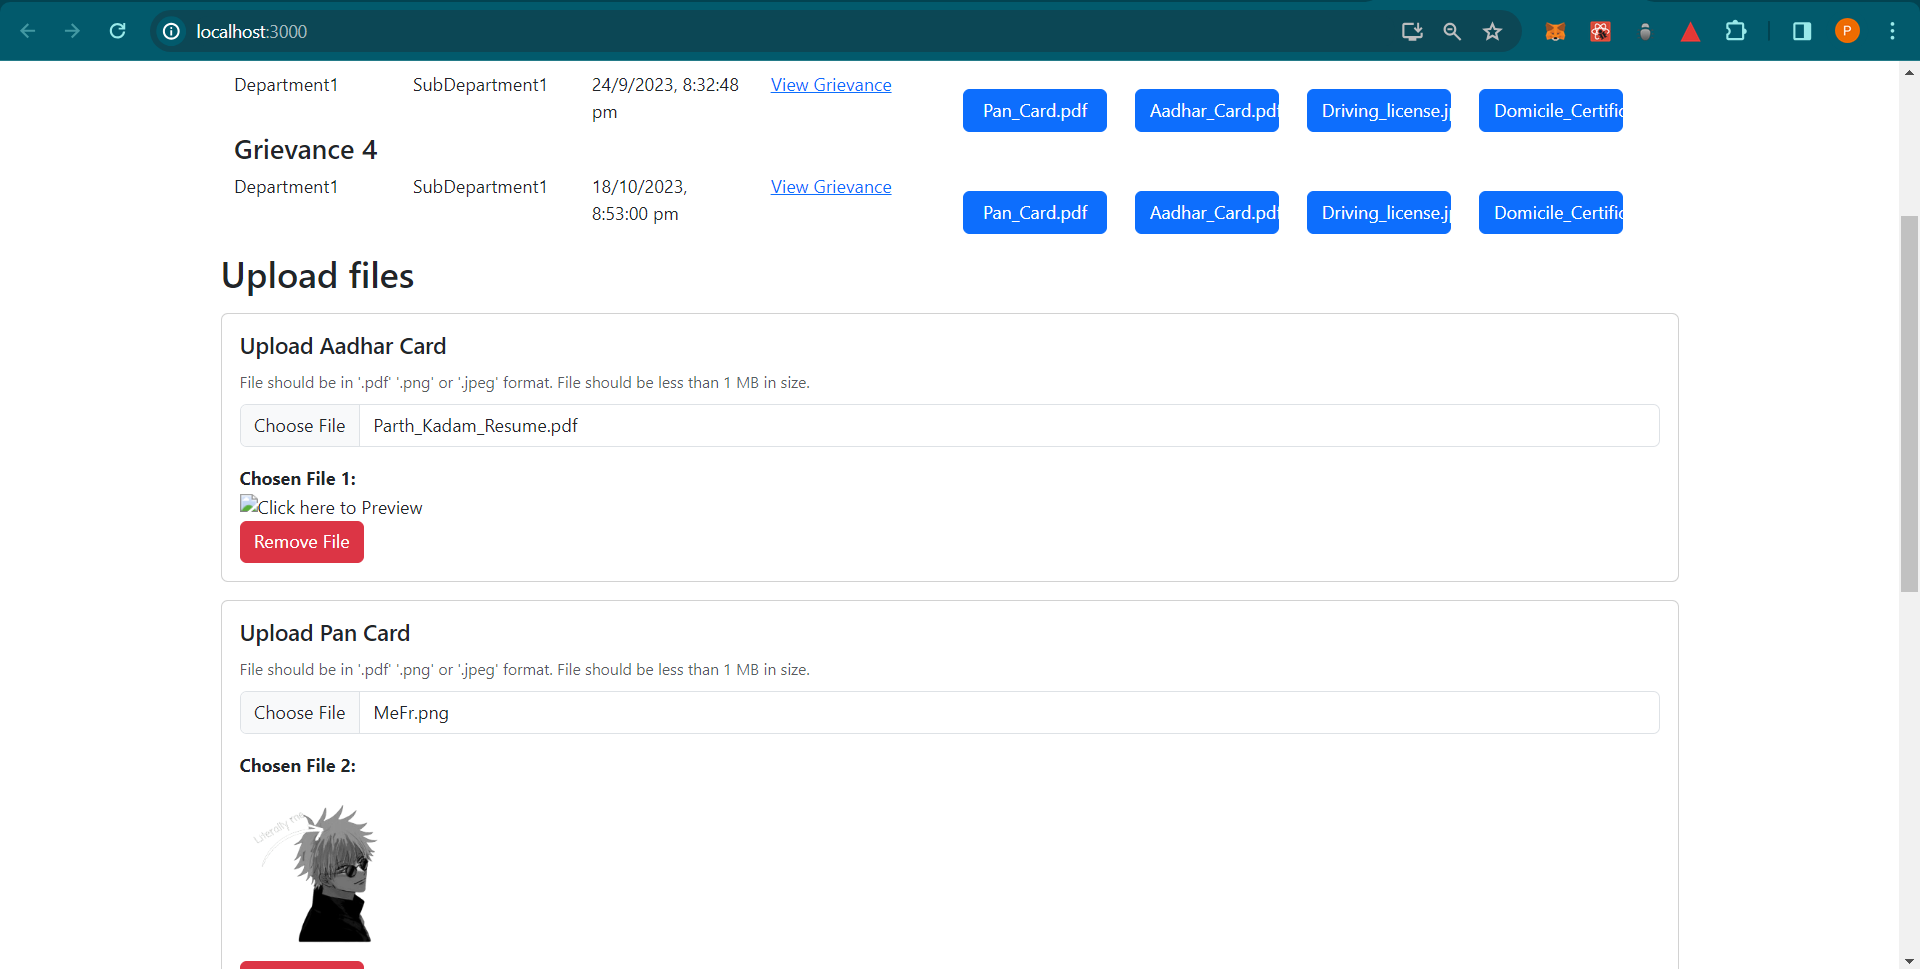 localhost:3000
P
Department1 SubDepartment1 24/9/2023, 8:32:48 pm View Grievance Pan_Card.pdf Aadhar_Card.pdf Driving_license.j Domicile_Certific
Grievance 4
Department1 SubDepartment1 18/10/2023, 8:53:00 pm View Grievance Pan_Card.pdf Aadhar_Card.pdf Driving_license.j Domicile_Certific
Upload files
Upload Aadhar Card
File should be in '.pdf' '.png' or '.jpeg' format. File should be less than 1 MB in size.
Choose File Parth_Kadam_Resume.pdf
Chosen File 1:
Click here to Preview
Remove File
Upload Pan Card
File should be in '.pdf' '.png' or '.jpeg' format. File should be less than 1 MB in size.
Choose File MeFr.png
Chosen File 2:
Literally me